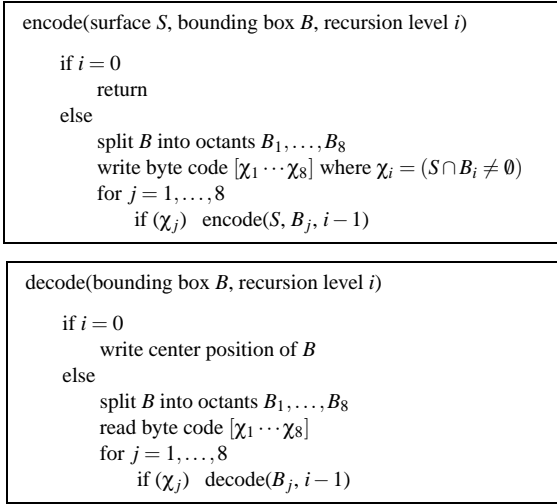 encode(surface S, bounding box B, recursion level i)
if i = 0
return
else
split B into octants B₁,…,B₈
write byte code [χ₁⋯χ₈] where χᵢ = (S∩Bᵢ ≠ ∅)
for j = 1,…,8
if (χⱼ) encode(S, Bⱼ, i−1)
decode(bounding box B, recursion level i)
if i = 0
write center position of B
else
split B into octants B₁,…,B₈
read byte code [χ₁⋯χ₈]
for j = 1,…,8
if (χⱼ) decode(Bⱼ, i−1)